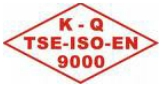 K - Q
TSE-ISO-EN
9000